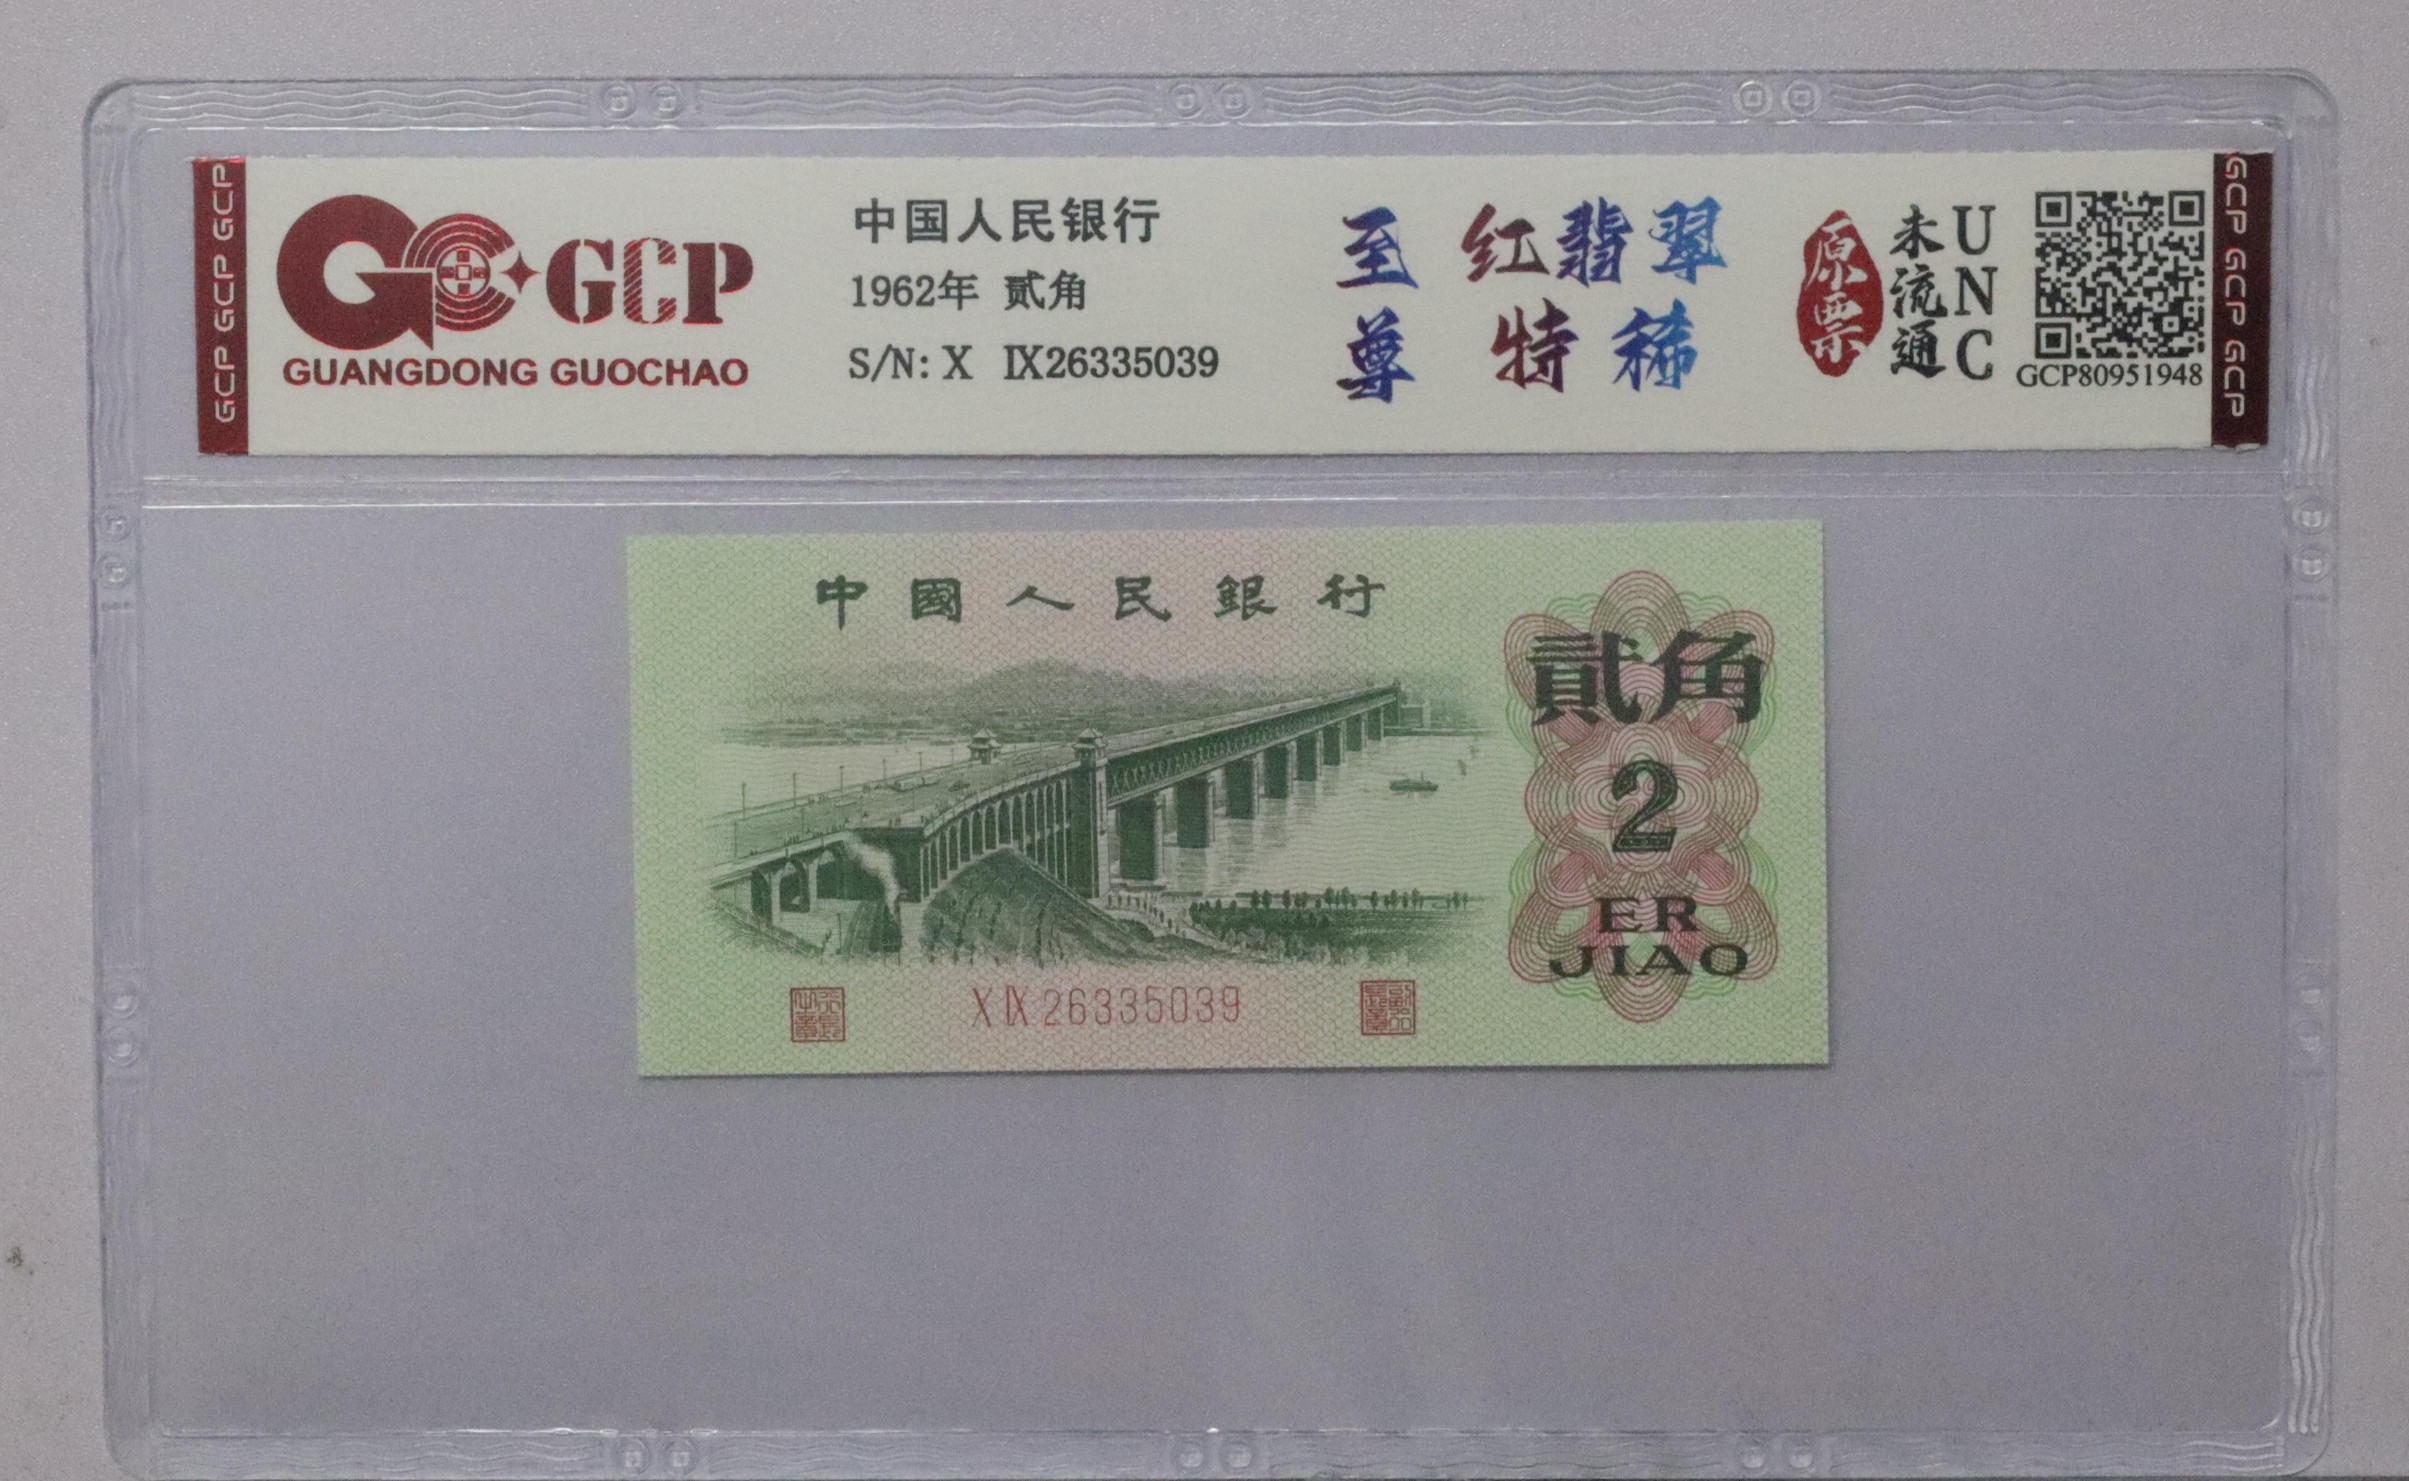 GCP GCP GCP
GCP
GUANGDONG GUOCHAO
中国人民银行
1962年 贰角
S/N: X ⅠX26335039
至尊
红翡翠
特稀
原票
未流通
UNC
GCP80951948
GCP GCP GCP
中國人民銀行
貳角
2
ER
JIAO
X ⅠX 26335039